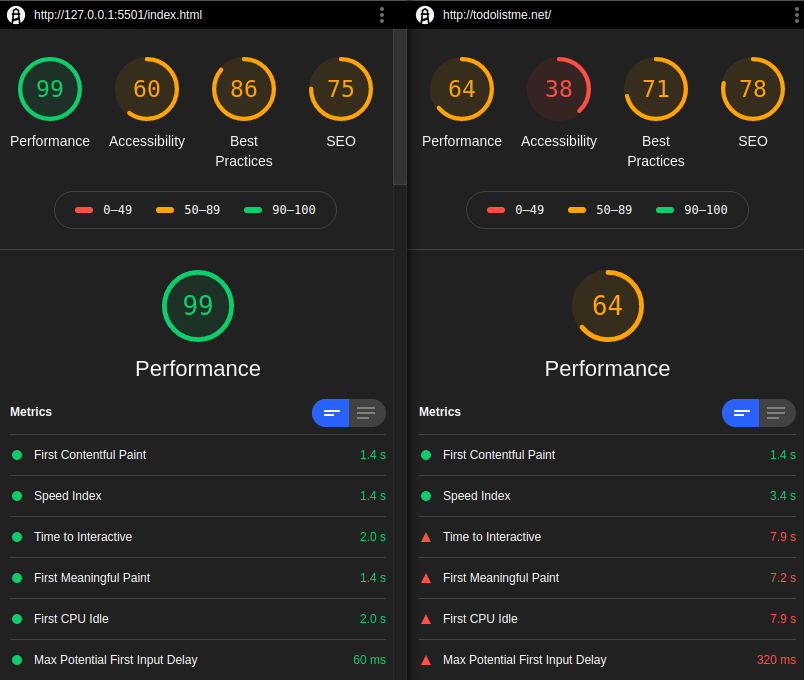 http://127.0.0.1:5501/index.html
99
60
86
75
Performance
Accessibility
Best
Practices
SEO
0–49
50–89
90–100
99
Performance
Metrics
First Contentful Paint 1.4 s
Speed Index 1.4 s
Time to Interactive 2.0 s
First Meaningful Paint 1.4 s
First CPU Idle 2.0 s
Max Potential First Input Delay 60 ms
http://todolistme.net/
64
38
71
78
Performance
Accessibility
Best
Practices
SEO
0–49
50–89
90–100
64
Performance
Metrics
First Contentful Paint 1.4 s
Speed Index 3.4 s
Time to Interactive 7.9 s
First Meaningful Paint 7.2 s
First CPU Idle 7.9 s
Max Potential First Input Delay 320 ms